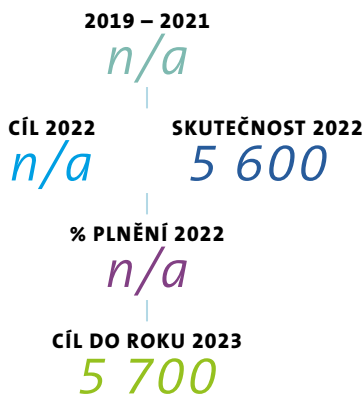 2019 – 2021
n/a
CÍL 2022
n/a
SKUTEČNOST 2022
5 600
% PLNĚNÍ 2022
n/a
CÍL DO ROKU 2023
5 700